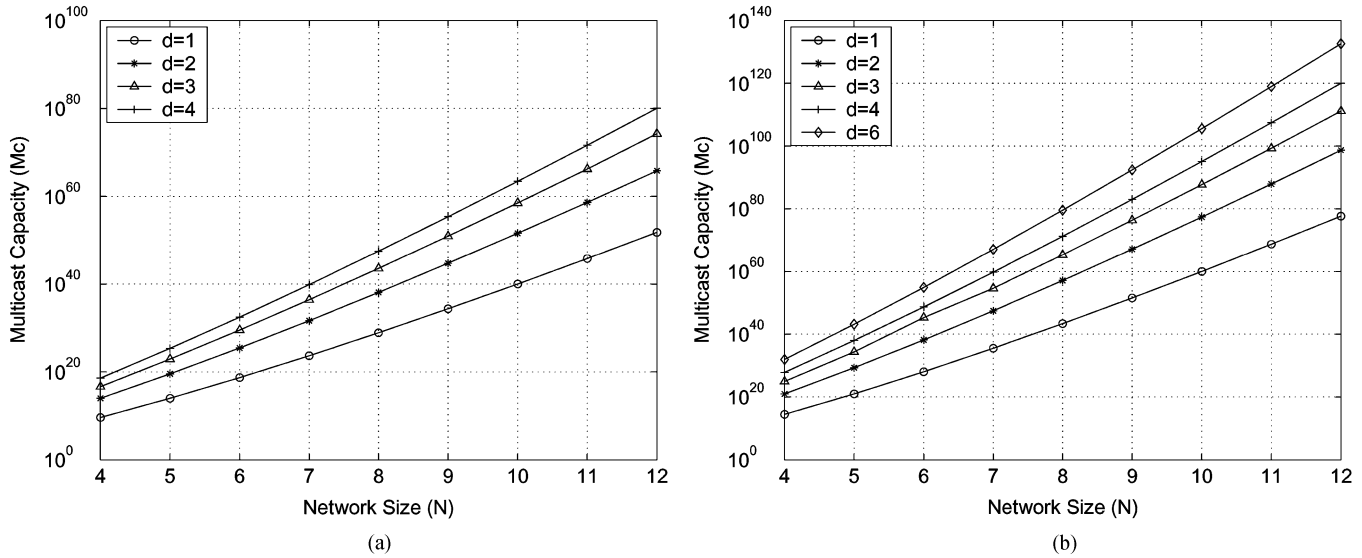 10^100
10^80
10^60
10^40
10^20
10^0
Multicast Capacity (Mc)
d=1
d=2
d=3
d=4
4 5 6 7 8 9 10 11 12
Network Size (N)
(a)
10^140
10^120
10^100
10^80
10^60
10^40
10^20
10^0
Multicast Capacity (Mc)
d=1
d=2
d=3
d=4
d=6
4 5 6 7 8 9 10 11 12
Network Size (N)
(b)